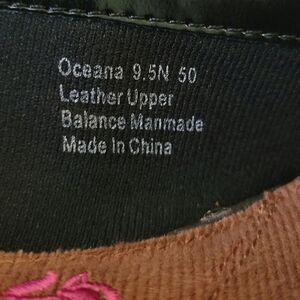 Oceana 9.5N 50
Leather Upper
Balance Manmade
Made In China